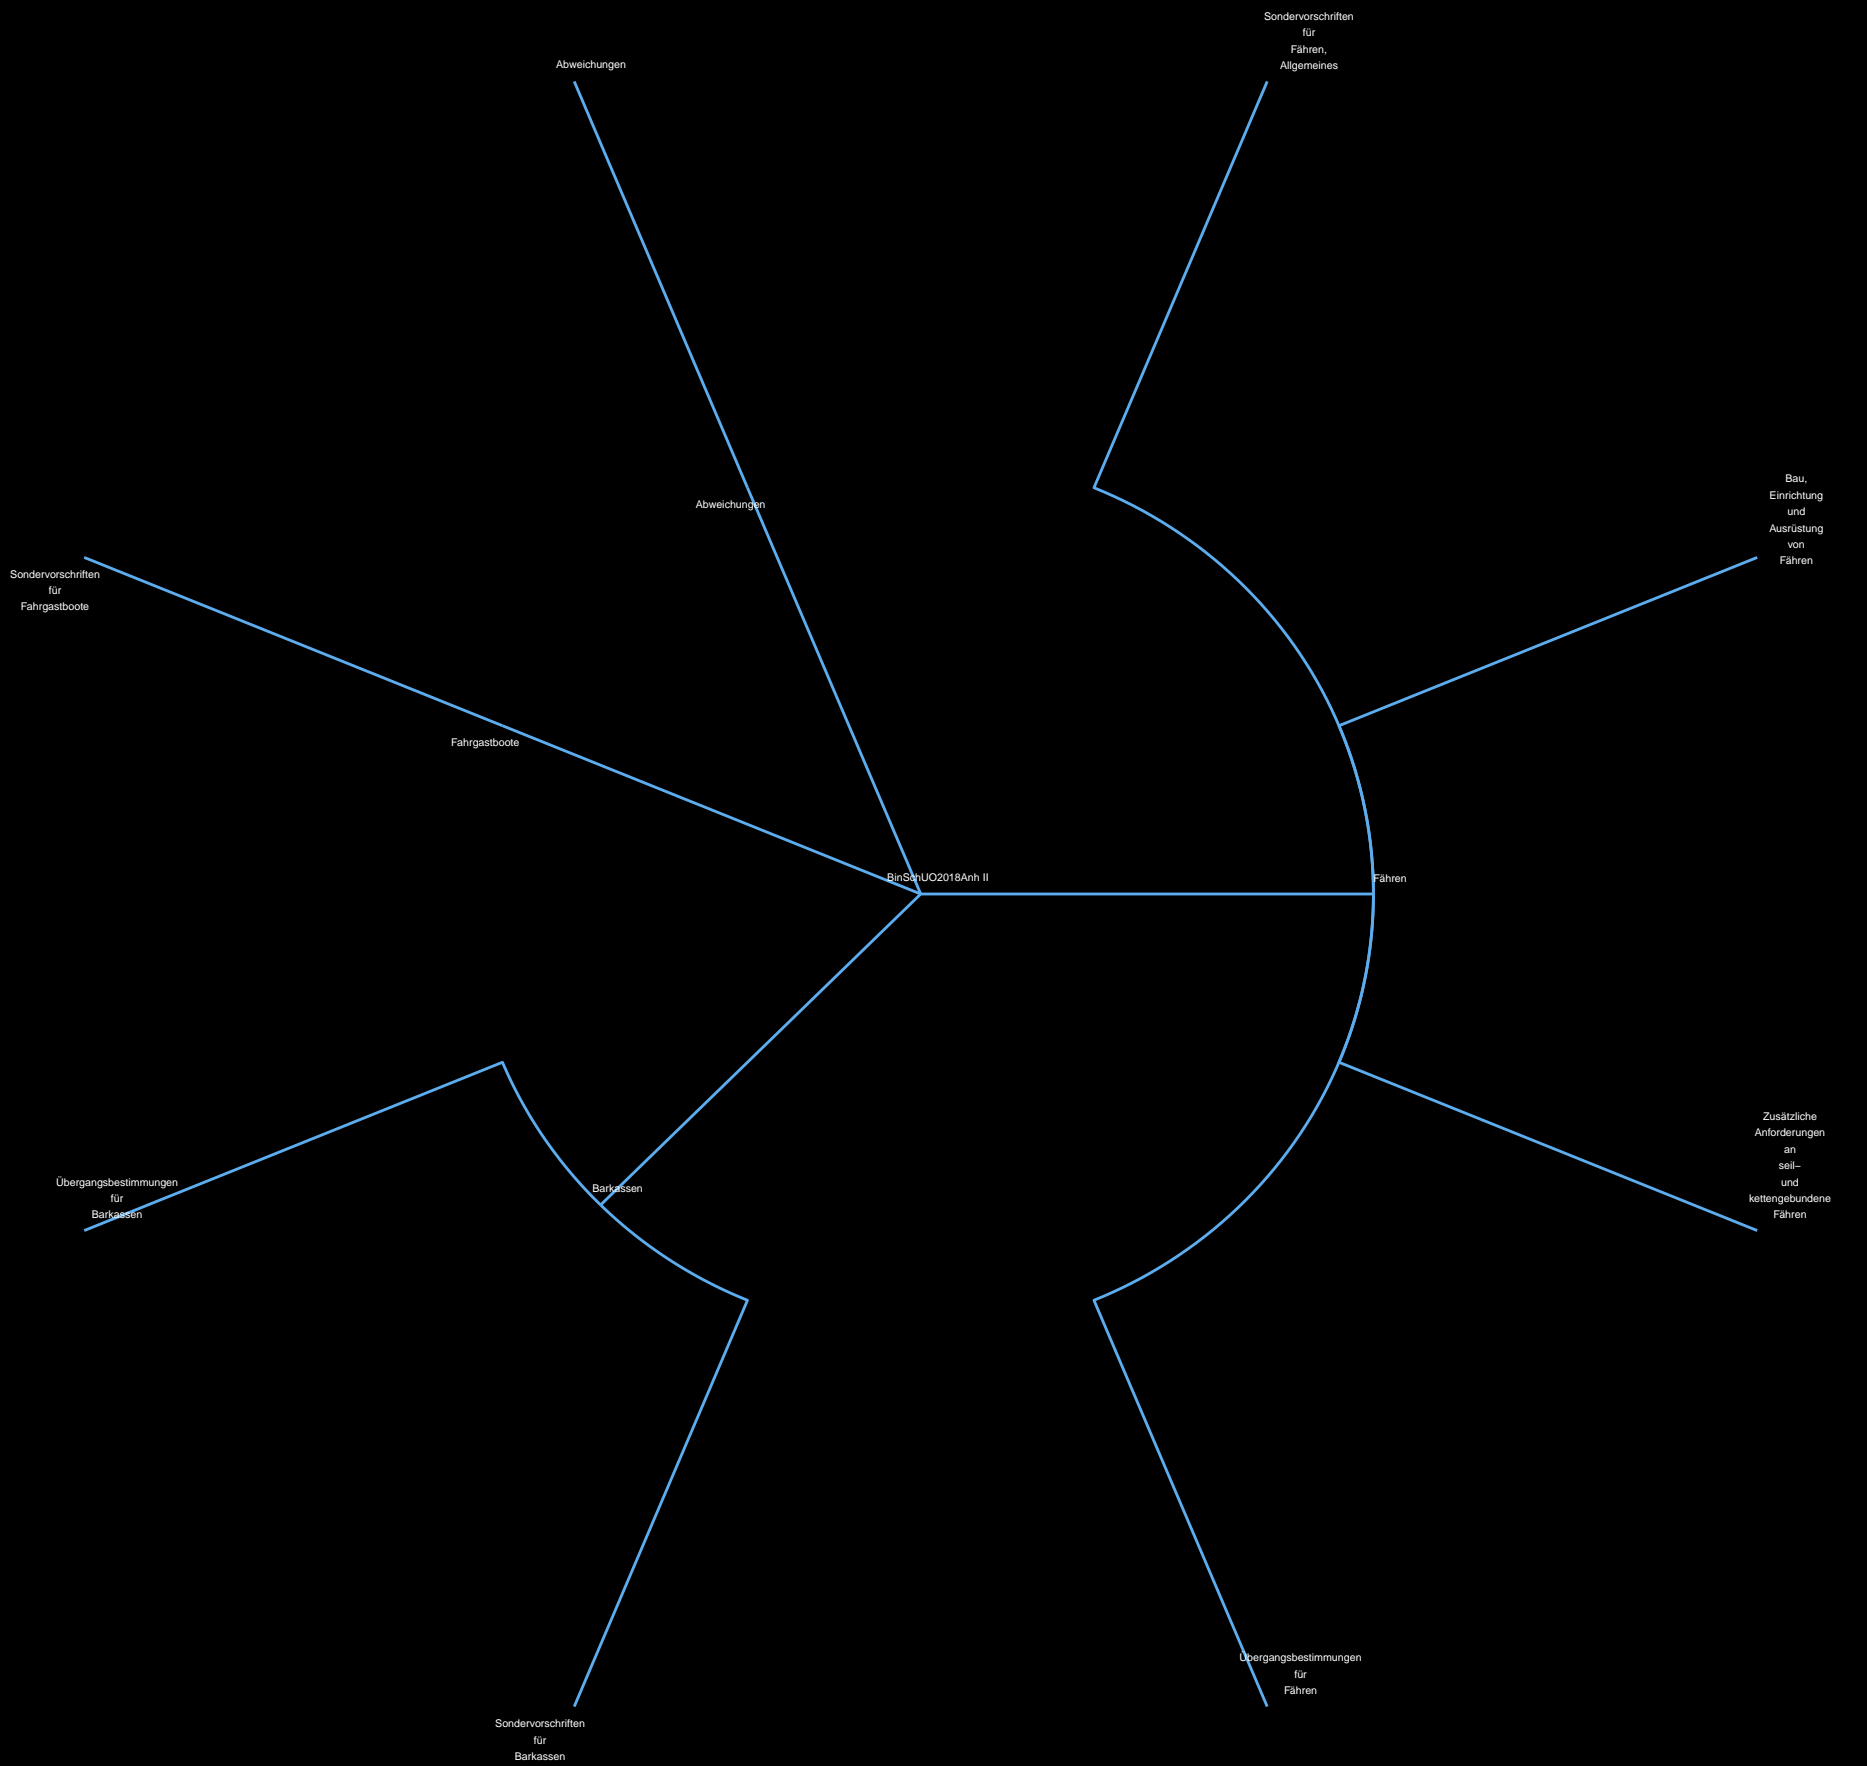 Sondervorschriften
für
Fähren,
Allgemeines
Abweichungen
Bau,
Einrichtung
und
Ausrüstung
von
Fähren
Abweichungen
Sondervorschriften
für
Fahrgastboote
Fahrgastboote
BinSchUO2018Anh II
Fähren
Zusätzliche
Anforderungen
an
seil–
und
kettengebundene
Fähren
Übergangsbestimmungen
für
Barkassen
Barkassen
Übergangsbestimmungen
für
Fähren
Sondervorschriften
für
Barkassen